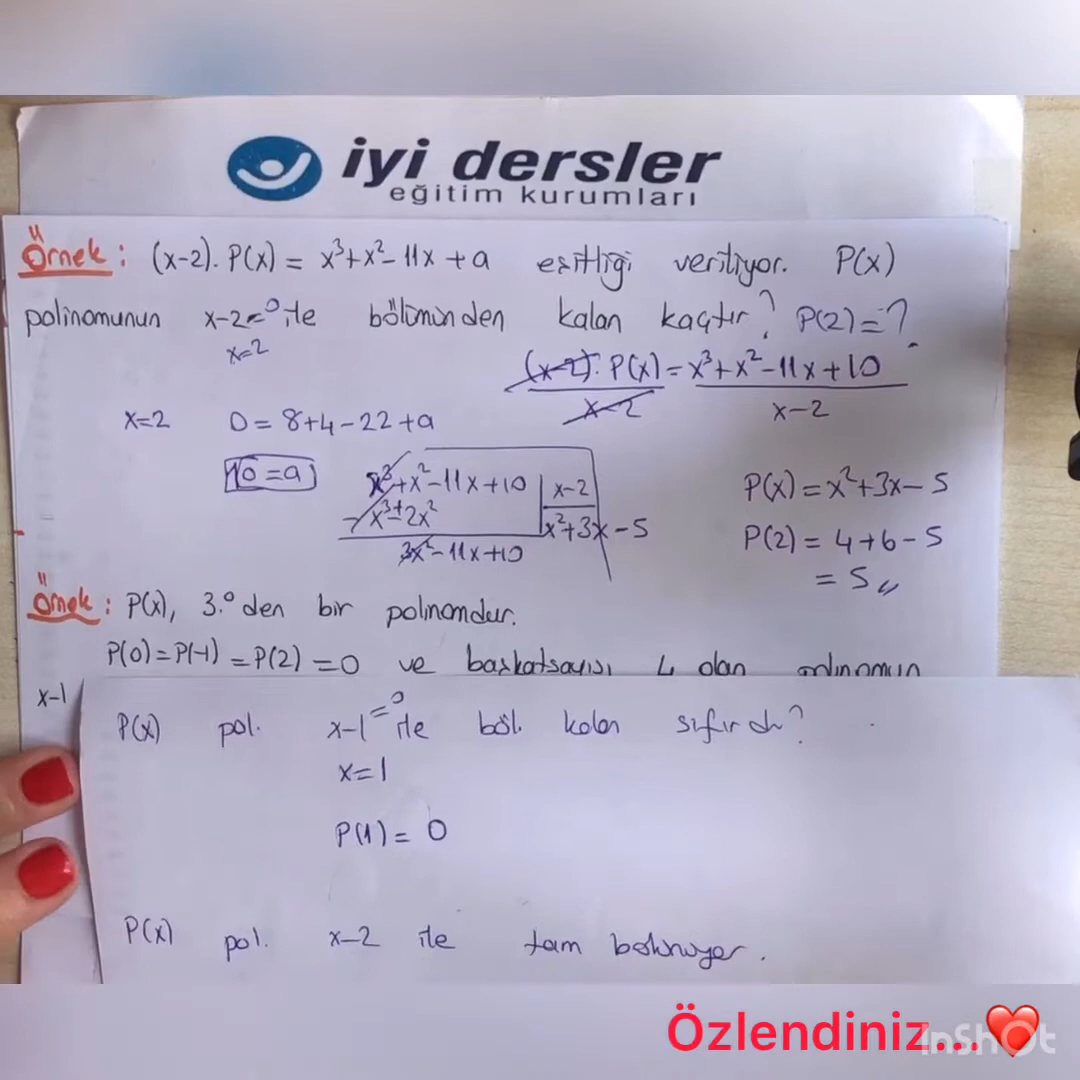 iyi dersler
eğitim kurumları
Örnek : (x-2). P(x) = x³+x²-11x+a eşitliği veriliyor. P(x)
polinomunun x-2=0 ile bölümünden kalan kaçtır? P(2)=?
x=2
(x-2). P(x) = x³+x²-11x+10
x-2 x-2
x=2 0 = 8+4-22+a
10=a
x³+x²-11x+10 x-2
-x³+2x² x²+3x-5
3x²-11x+10
P(x) = x²+3x-5
P(2) = 4+6-5
= 5
Örnek : P(x), 3.° den bir polinomdur.
P(0)=P(-1)=P(2)=0 ve başkatsayısı 4 olan polinomun
x-1
P(x) pol. x-1=0 ile böl. kalan sıfırdı?
x=1
P(1)= 0
P(x) pol. x-2 ile tam bölünüyor.
Özlendiniz...❤️
InShOt